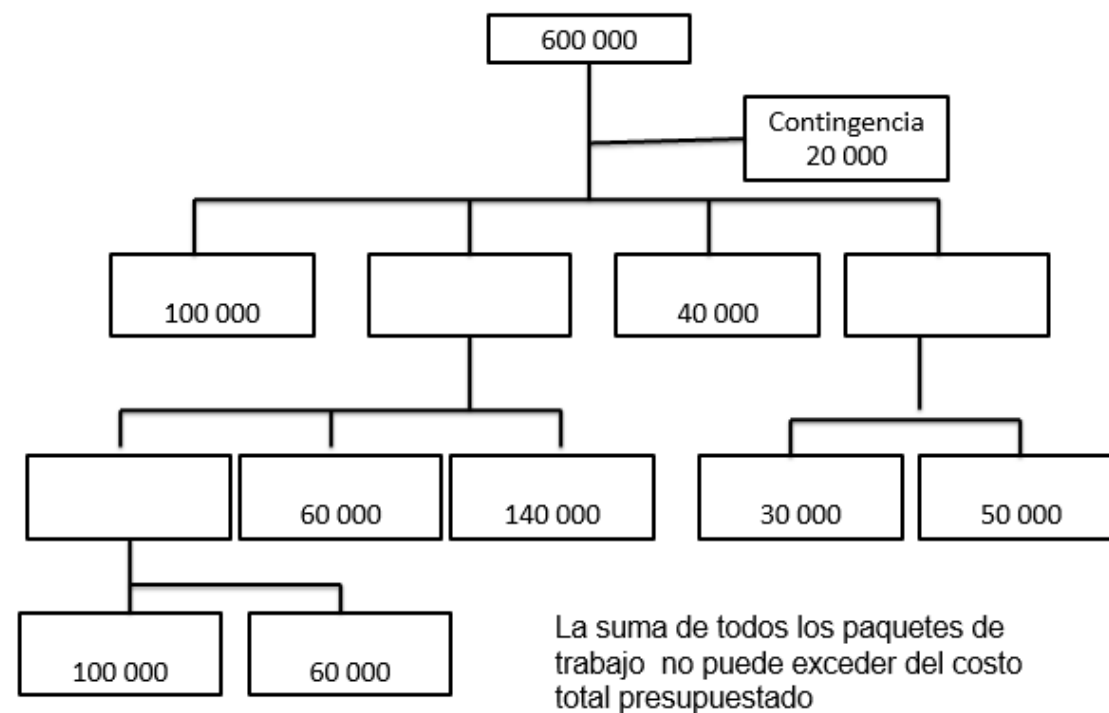 600 000
Contingencia
20 000
100 000
40 000
60 000
140 000
30 000
50 000
100 000
60 000
La suma de todos los paquetes de
trabajo no puede exceder del costo
total presupuestado